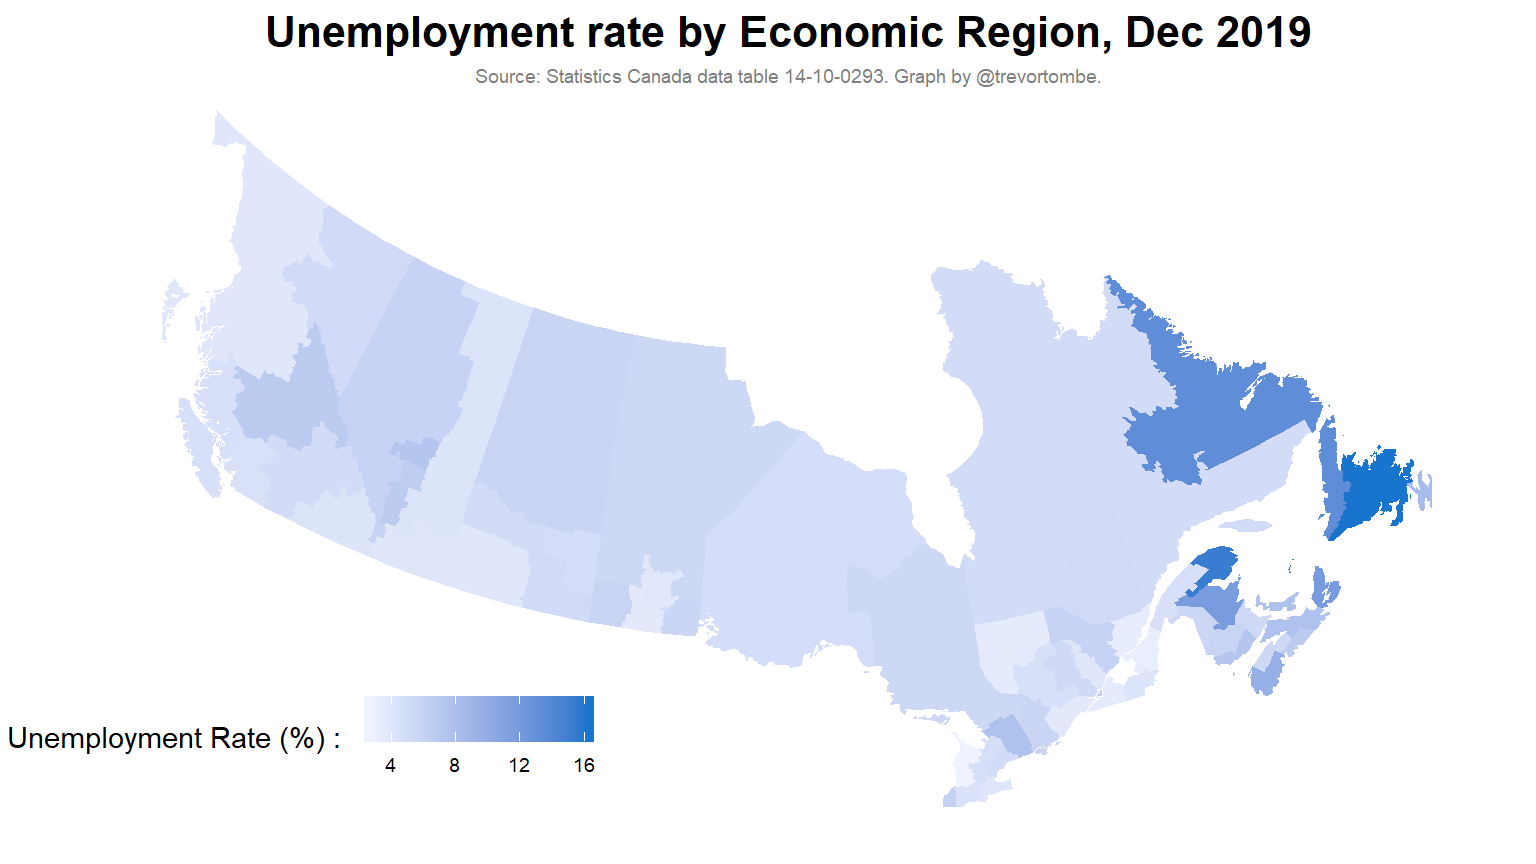 Unemployment rate by Economic Region, Dec 2019
Source: Statistics Canada data table 14-10-0293. Graph by @trevortombe.
Unemployment Rate (%) :
4 8 12 16